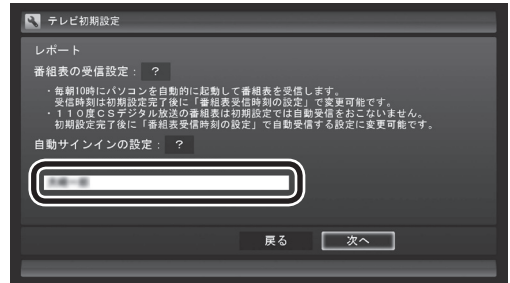 テレビ初期設定
レポート
番組表の受信設定： ?
・毎朝10時にパソコンを自動的に起動して番組表を受信します。
受信時刻は初期設定完了後に「番組表受信時刻の設定」で変更可能です。
・１１０度ＣＳデジタル放送の番組表は初期設定では自動受信をおこないません。
初期設定完了後に「番組表受信時刻の設定」で自動受信する設定に変更可能です。
自動サインインの設定： ?
戻る 次へ